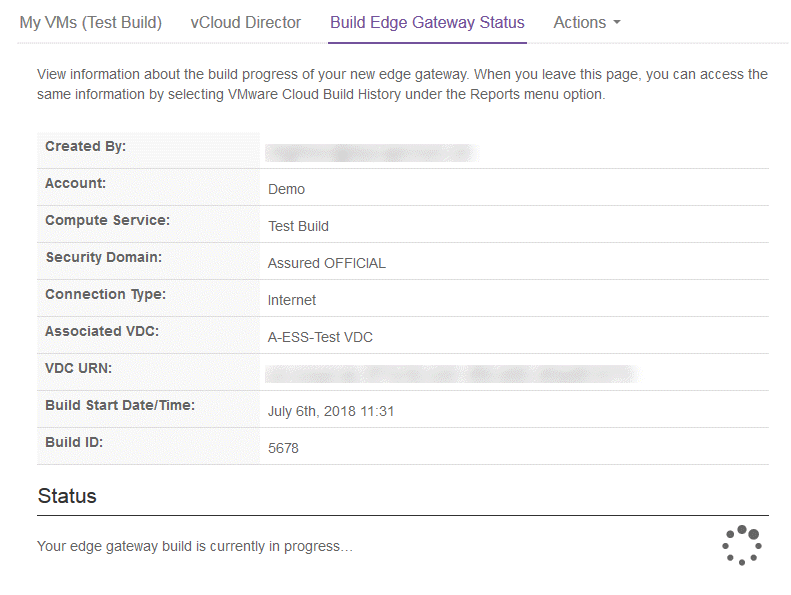 My VMs (Test Build) vCloud Director Build Edge Gateway Status Actions
View information about the build progress of your new edge gateway. When you leave this page, you can access the
same information by selecting VMware Cloud Build History under the Reports menu option.
Created By:
Account: Demo
Compute Service: Test Build
Security Domain: Assured OFFICIAL
Connection Type: Internet
Associated VDC: A-ESS-Test VDC
VDC URN:
Build Start Date/Time: July 6th, 2018 11:31
Build ID: 5678
Status
Your edge gateway build is currently in progress…